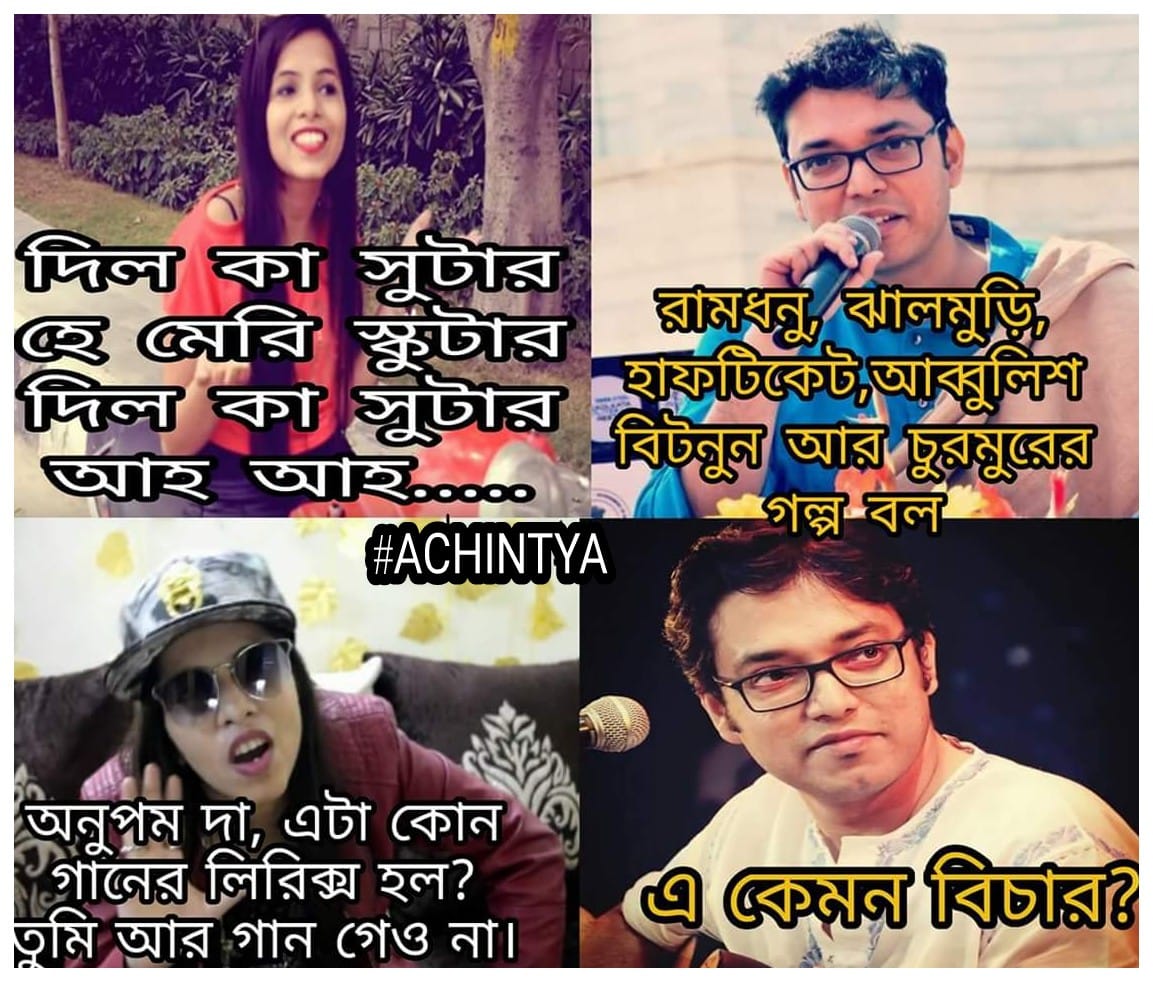 দিল কা সুটার
হে মেরি স্কুটার
দিল কা সুটার
আহ আহ.....
রামধনু, ঝালমুড়ি,
হাফটিকেট,আব্বুলিশ
বিটনুন আর চুরমুরের
গল্প বল
#ACHINTYA
অনুপম দা, এটা কোন
গানের লিরিক্স হল?
তুমি আর গান গেও না।
এ কেমন বিচার?